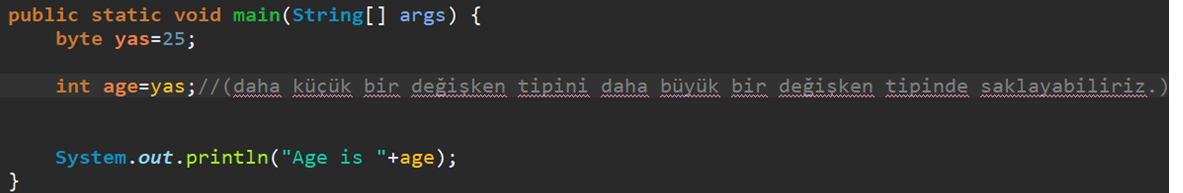 public static void main(String[] args) {
byte yas=25;
int age=yas;//(daha küçük bir değişken tipini daha büyük bir değişken tipinde saklayabiliriz.)
System.out.println("Age is "+age);
}